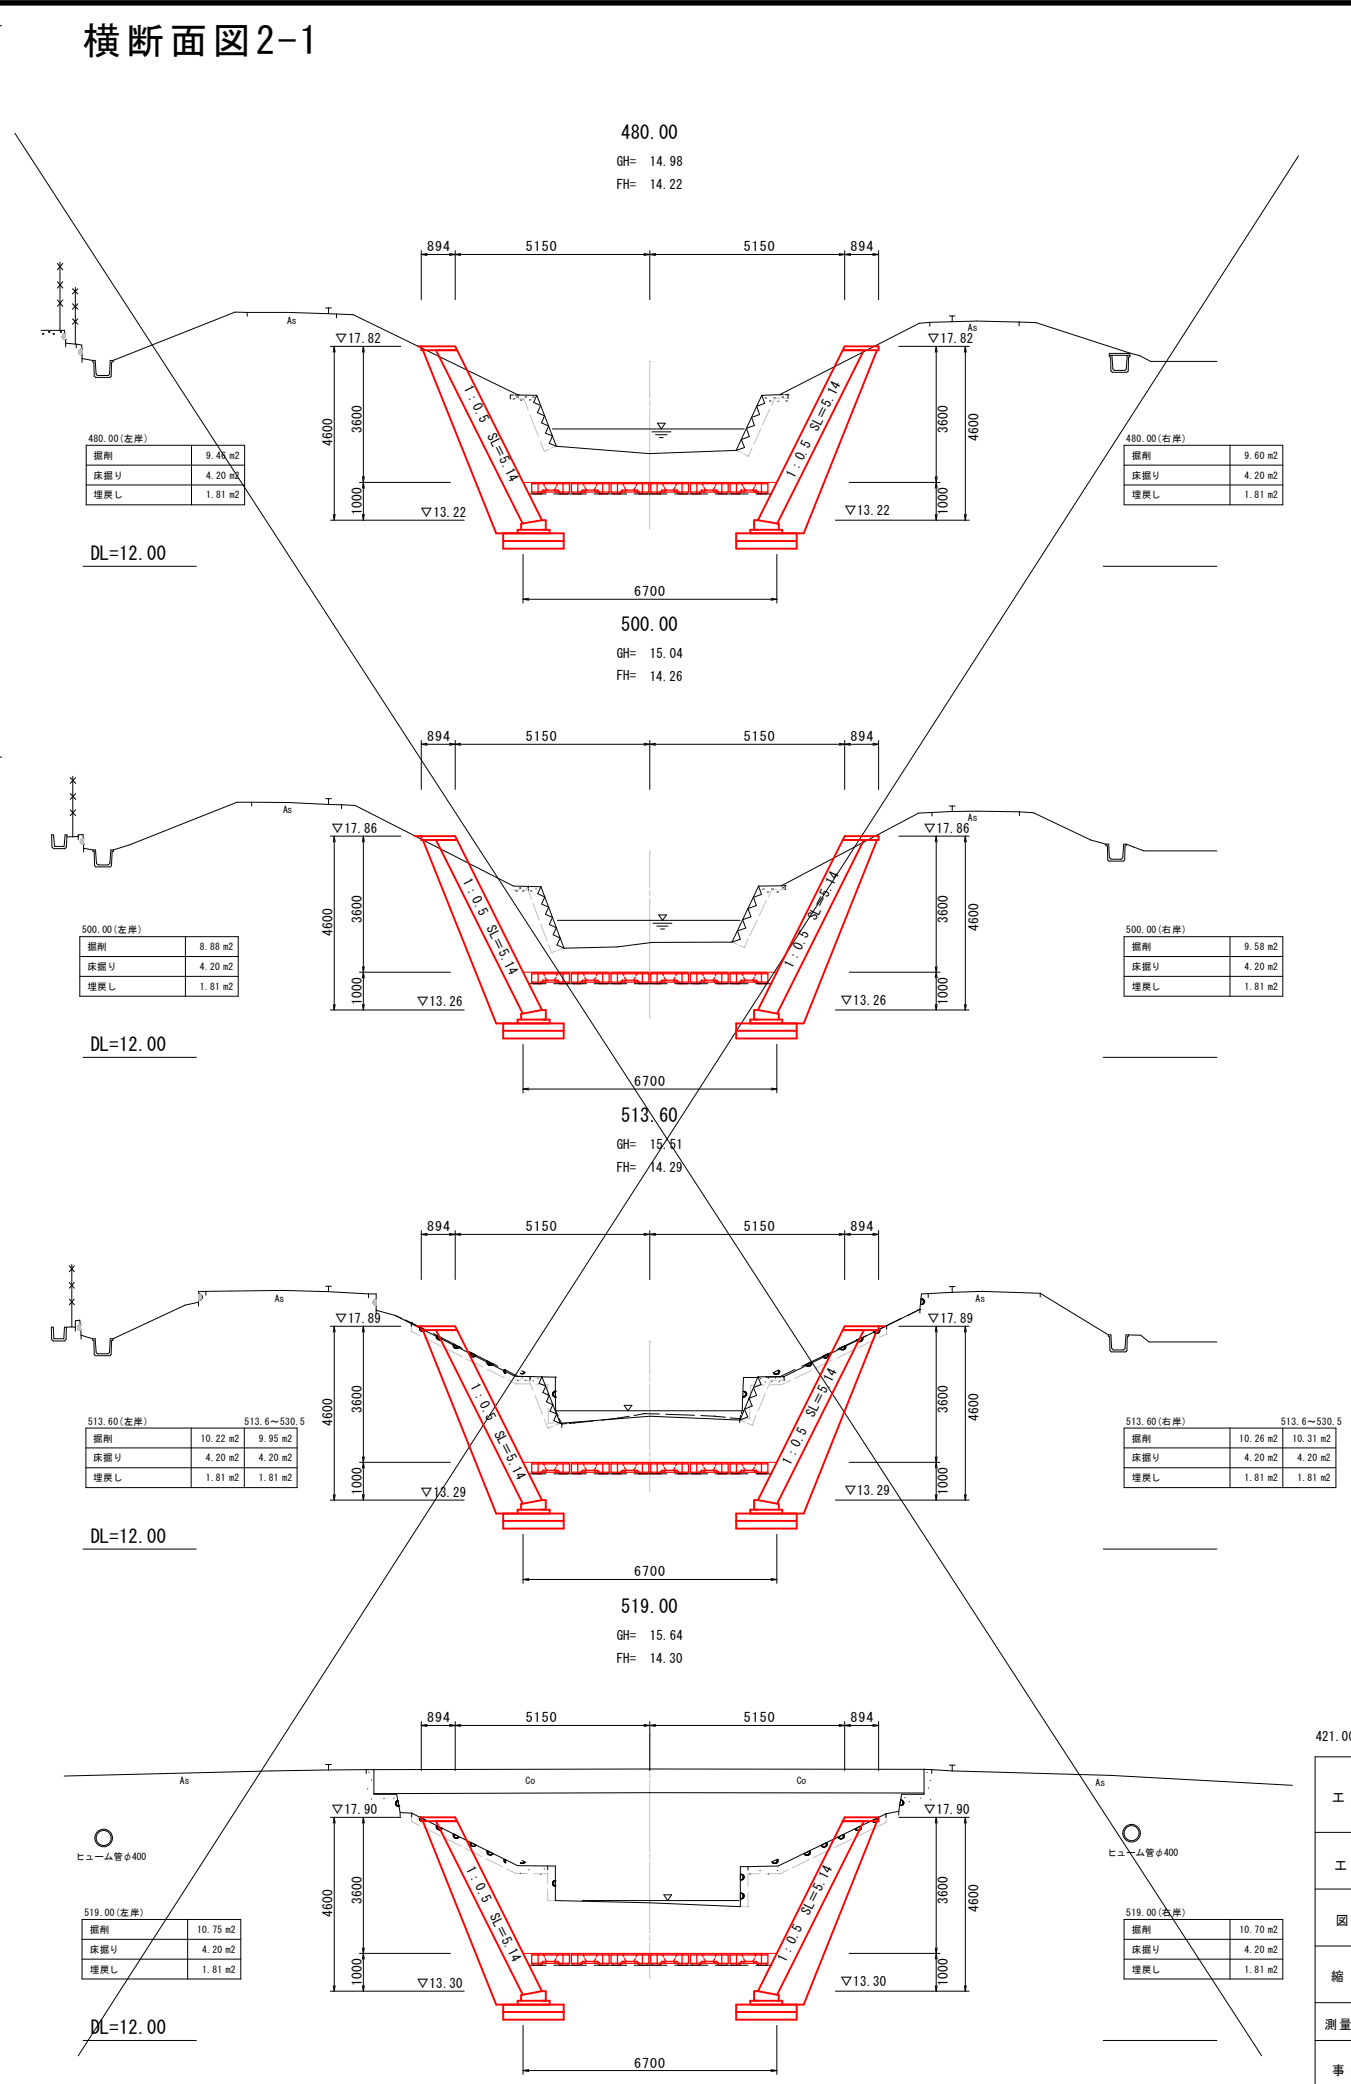 横断面図2-1
480.00
GH= 14.98
FH= 14.22
894 5150 5150 894
As
As
▽17.82
▽17.82
4600 3600 1000
1:0.5 SL=5.14
1:0.5 SL=5.14
3600 1000 4600
▽13.22
▽13.22
6700
480.00(左岸)
掘削 9.46 m2
床掘り 4.20 m2
埋戻し 1.81 m2
480.00(右岸)
掘削 9.60 m2
床掘り 4.20 m2
埋戻し 1.81 m2
DL=12.00
500.00
GH= 15.04
FH= 14.26
894 5150 5150 894
As
As
▽17.86
▽17.86
4600 3600 1000
1:0.5 SL=5.14
1:0.5 SL=5.14
3600 1000 4600
▽13.26
▽13.26
6700
500.00(左岸)
掘削 8.88 m2
床掘り 4.20 m2
埋戻し 1.81 m2
500.00(右岸)
掘削 9.58 m2
床掘り 4.20 m2
埋戻し 1.81 m2
DL=12.00
513.60
GH= 15.51
FH= 14.29
894 5150 5150 894
As
As
▽17.89
▽17.89
4600 3600 1000
1:0.5 SL=5.14
1:0.5 SL=5.14
3600 1000 4600
▽13.29
▽13.29
6700
513.60(左岸) 513.6~530.5
掘削 10.22 m2 9.95 m2
床掘り 4.20 m2 4.20 m2
埋戻し 1.81 m2 1.81 m2
513.60(右岸) 513.6~530.5
掘削 10.26 m2 10.31 m2
床掘り 4.20 m2 4.20 m2
埋戻し 1.81 m2 1.81 m2
DL=12.00
519.00
GH= 15.64
FH= 14.30
894 5150 5150 894
As
Co
Co
As
▽17.90
▽17.90
4600 3600 1000
1:0.5 SL=5.14
1:0.5 SL=5.14
3600 1000 4600
▽13.30
▽13.30
6700
ヒューム管φ400
ヒューム管φ400
519.00(左岸)
掘削 10.75 m2
床掘り 4.20 m2
埋戻し 1.81 m2
519.00(右岸)
掘削 10.70 m2
床掘り 4.20 m2
埋戻し 1.81 m2
DL=12.00
421.00
工
工
図
縮
測量
事